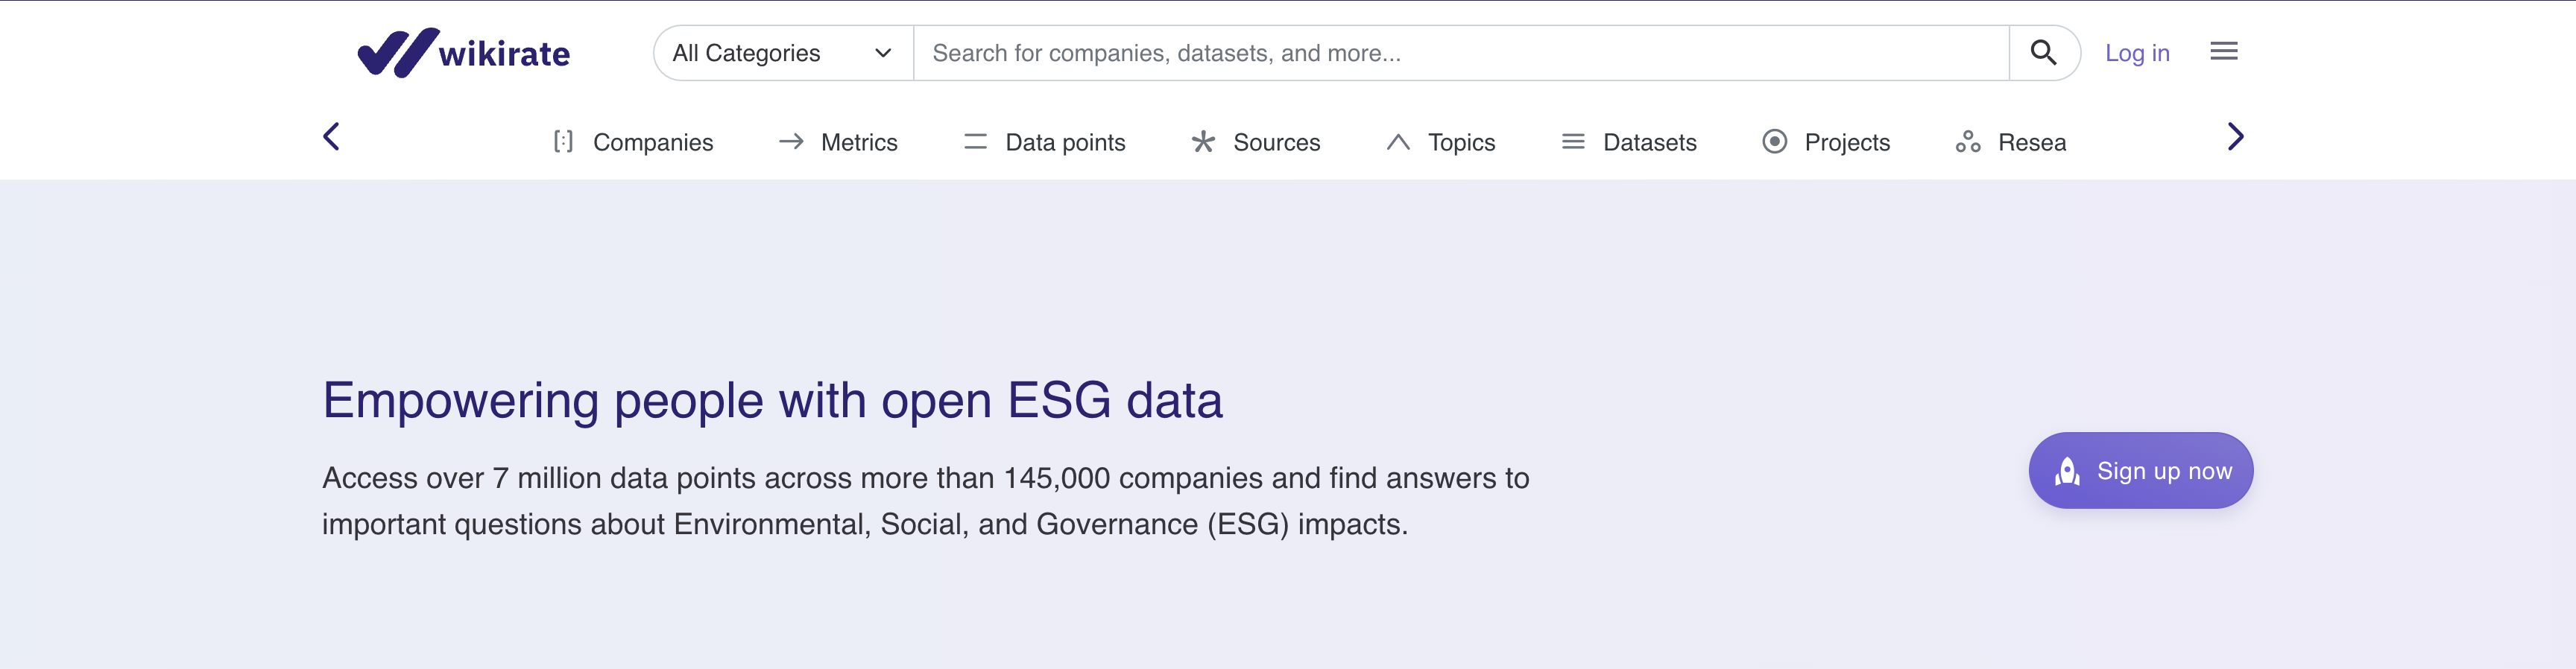 wikirate
All Categories
Search for companies, datasets, and more...
Log in
Companies
Metrics
Data points
Sources
Topics
Datasets
Projects
Resea
Empowering people with open ESG data
Access over 7 million data points across more than 145,000 companies and find answers to
important questions about Environmental, Social, and Governance (ESG) impacts.
Sign up now